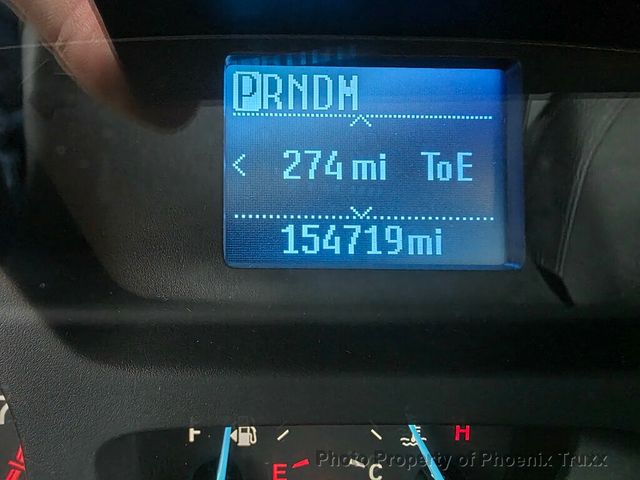 PRNDM
< 274 mi ToE
154719mi
F H
E C
Photo Property of Phoenix Truxx